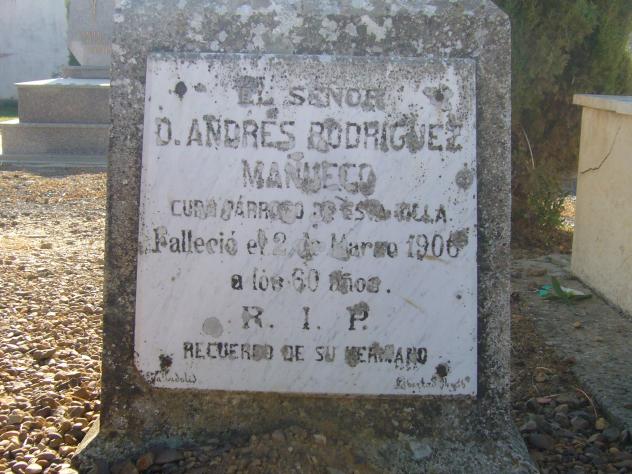 EL SEÑOR
D. ANDRÉS RODRIGUEZ
MAÑUECO
CURA PÁRROCO DE ESTA VILLA
Falleció el 2 de Marzo 1906
a los 60 años.
R. I. P.
RECUERDO DE SU HERMANO
Valladolid